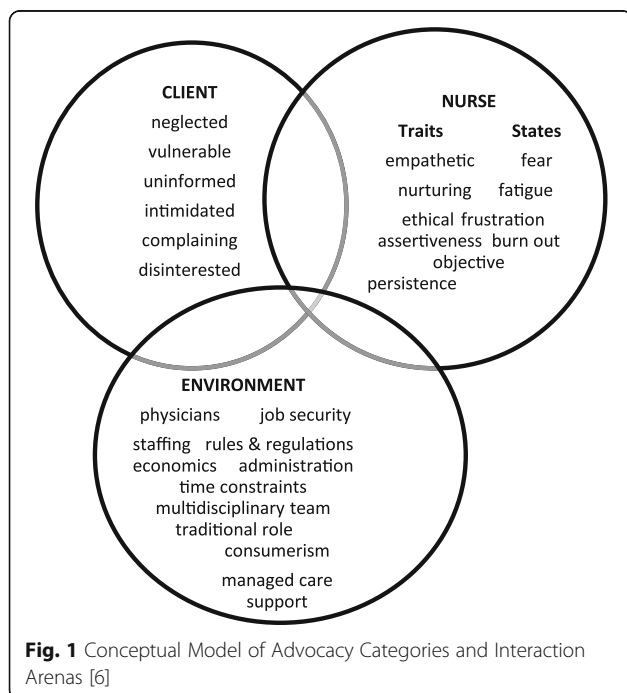 CLIENT
neglected
vulnerable
uninformed
intimidated
complaining
disinterested
NURSE
Traits States
empathetic fear
nurturing fatigue
ethical frustration
assertiveness burn out
objective
persistence
ENVIRONMENT
physicians job security
staffing rules & regulations
economics administration
time constraints
multidisciplinary team
traditional role
consumerism
managed care
support
Fig. 1 Conceptual Model of Advocacy Categories and Interaction
Arenas [6]